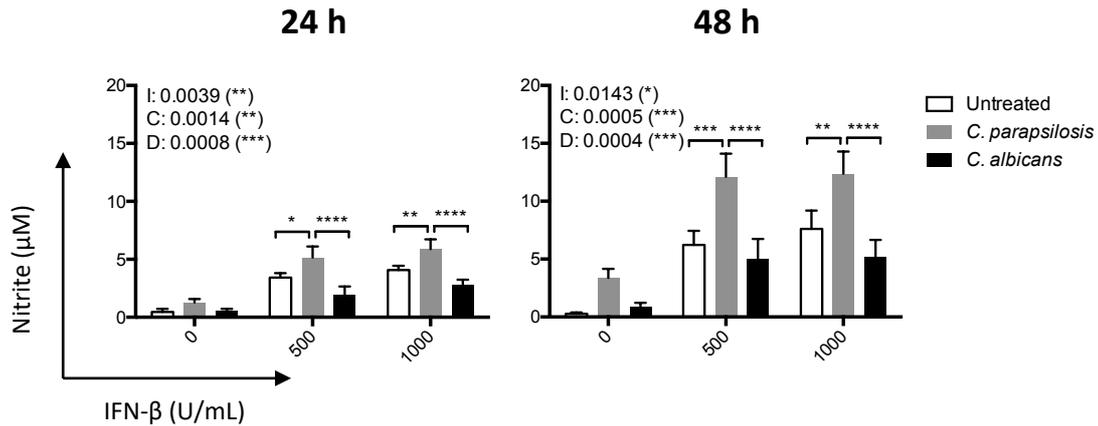 24 h
48 h
20
15
10
5
0
I: 0.0039 (**)
C: 0.0014 (**)
D: 0.0008 (***)
* ****
** ****
0
500
1000
20
15
10
5
0
I: 0.0143 (*)
C: 0.0005 (***)
D: 0.0004 (***)
*** ****
** ****
0
500
1000
Untreated
C. parapsilosis
C. albicans
Nitrite (µM)
IFN-β (U/mL)